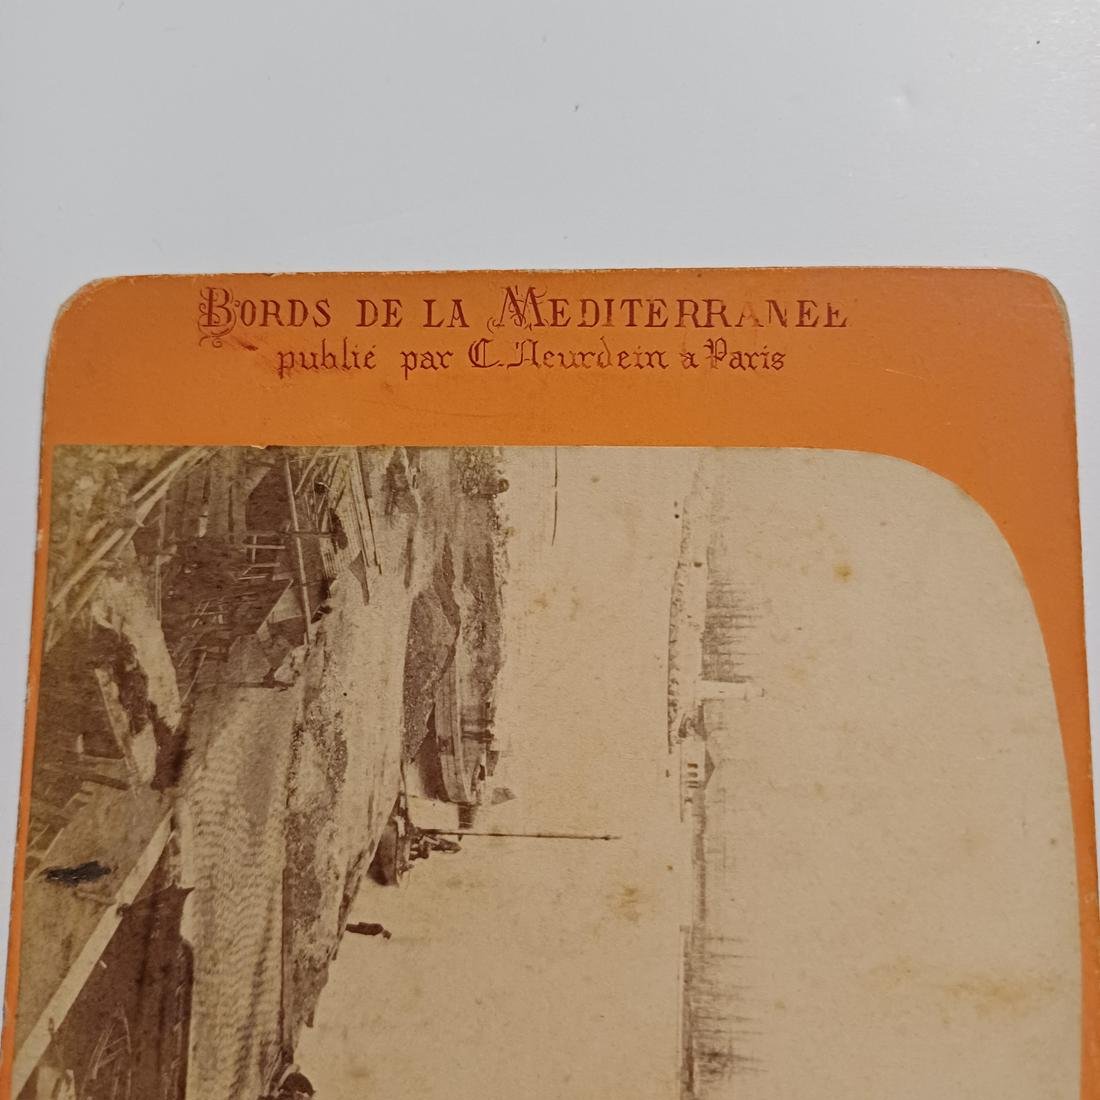 BORDS DE LA MEDITERRANEE
publié par C. Neurdein a Paris